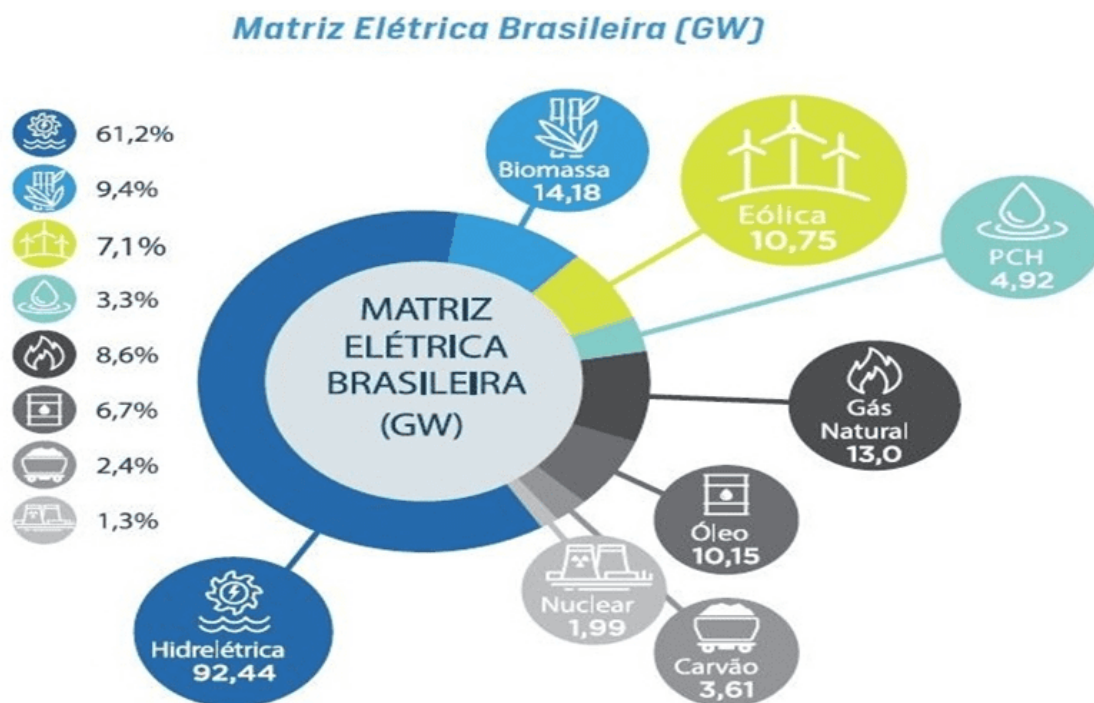 Matriz Elétrica Brasileira (GW)
61,2%
9,4%
7,1%
3,3%
8,6%
6,7%
2,4%
1,3%
MATRIZ
ELÉTRICA
BRASILEIRA
(GW)
Biomassa
14,18
Eólica
10,75
PCH
4,92
Gás
Natural
13,0
Óleo
10,15
Nuclear
1,99
Carvão
3,61
Hidrelétrica
92,44